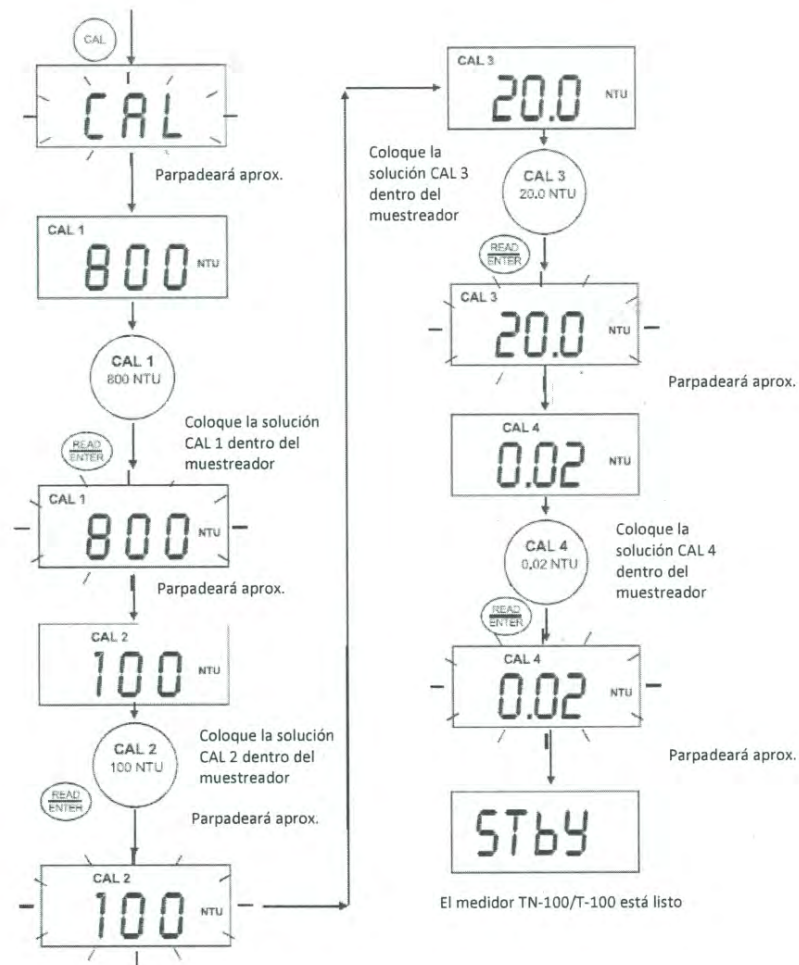 CAL
CAL
Parpadeará aprox.
CAL 1
800 NTU
CAL 1
800 NTU
Coloque la solución
CAL 1 dentro del
muestreador
READ
ENTER
CAL 1
800 NTU
Parpadeará aprox.
CAL 2
100 NTU
CAL 2
100 NTU
Coloque la solución
CAL 2 dentro del
muestreador
READ
ENTER
Parpadeará aprox.
CAL 2
100 NTU
CAL 3
20.0 NTU
Coloque la
solución CAL 3
dentro del
muestreador
CAL 3
20.0 NTU
READ
ENTER
CAL 3
20.0 NTU
Parpadeará aprox.
CAL 4
0.02 NTU
CAL 4
0.02 NTU
Coloque la
solución CAL 4
dentro del
muestreador
READ
ENTER
CAL 4
0.02 NTU
Parpadeará aprox.
STbY
El medidor TN-100/T-100 está listo